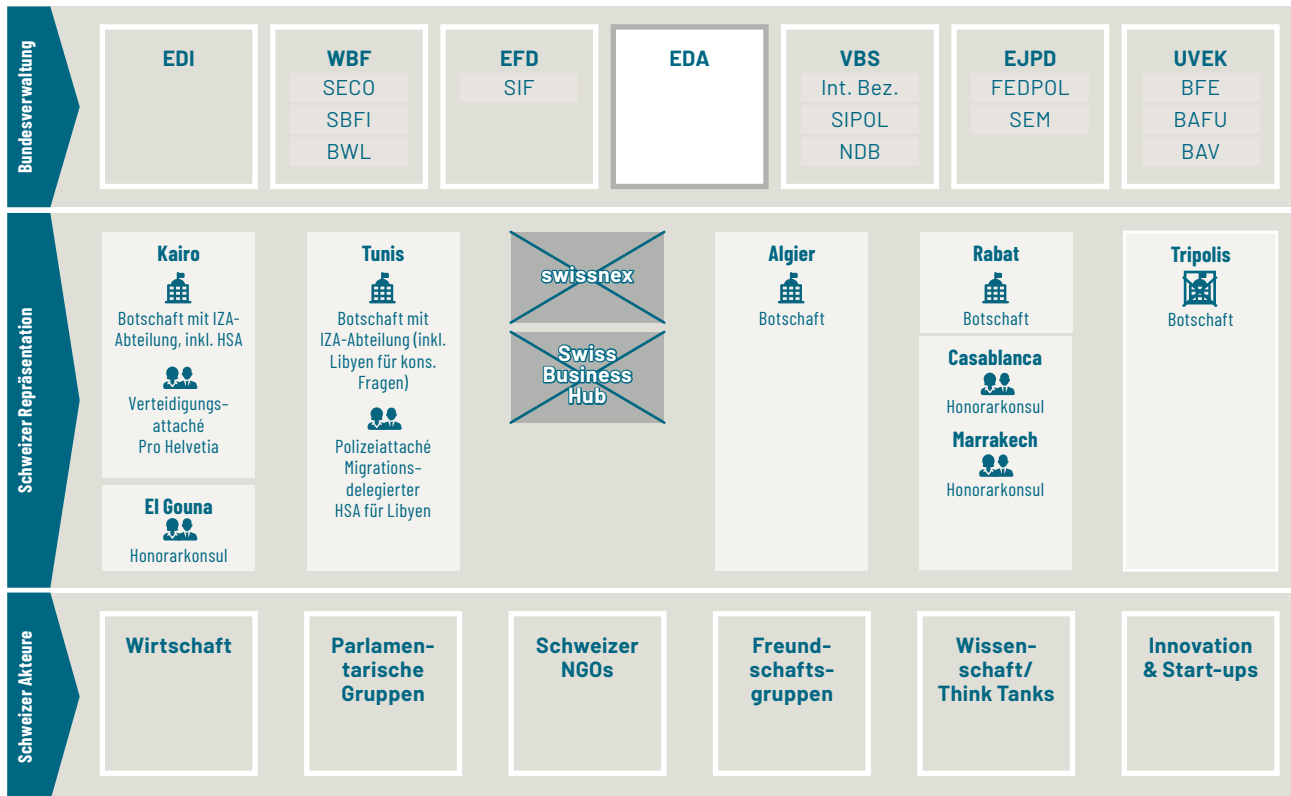 Bundesverwaltung
EDI
WBF
SECO
SBFI
BWL
EFD
SIF
EDA
VBS
Int. Bez.
SIPOL
NDB
EJPD
FEDPOL
SEM
UVEK
BFE
BAFU
BAV
Schweizer Repräsentation
Kairo
Botschaft mit IZA-
Abteilung, inkl. HSA
Verteidigungs-
attaché
Pro Helvetia
El Gouna
Honorarkonsul
Tunis
Botschaft mit
IZA-Abteilung (inkl.
Libyen für kons.
Fragen)
Polizeiattaché
Migrations-
delegierter
HSA für Libyen
swissnex
Swiss
Business
Hub
Algier
Botschaft
Rabat
Botschaft
Casablanca
Honorarkonsul
Marrakech
Honorarkonsul
Tripolis
Botschaft
Schweizer Akteure
Wirtschaft
Parlamen-
tarische
Gruppen
Schweizer
NGOs
Freund-
schafts-
gruppen
Wissen-
schaft/
Think Tanks
Innovation
& Start-ups